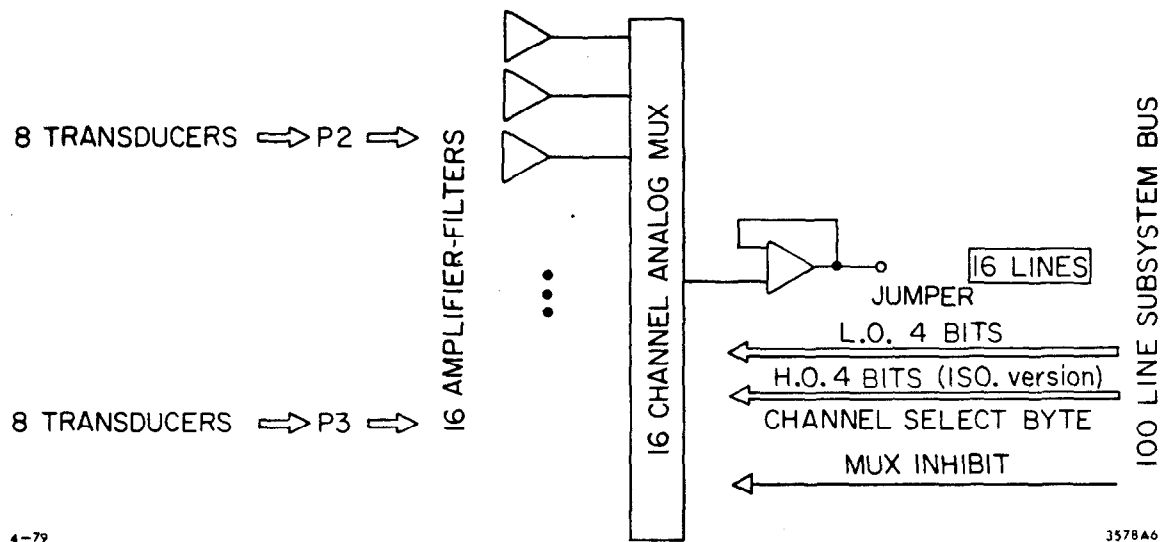 8 TRANSDUCERS
P2
8 TRANSDUCERS
P3
16 AMPLIFIER-FILTERS
16 CHANNEL ANALOG MUX
JUMPER
16 LINES
L.O. 4 BITS
H.O. 4 BITS (ISO. version)
CHANNEL SELECT BYTE
MUX INHIBIT
100 LINE SUBSYSTEM BUS
4-79
3578A6